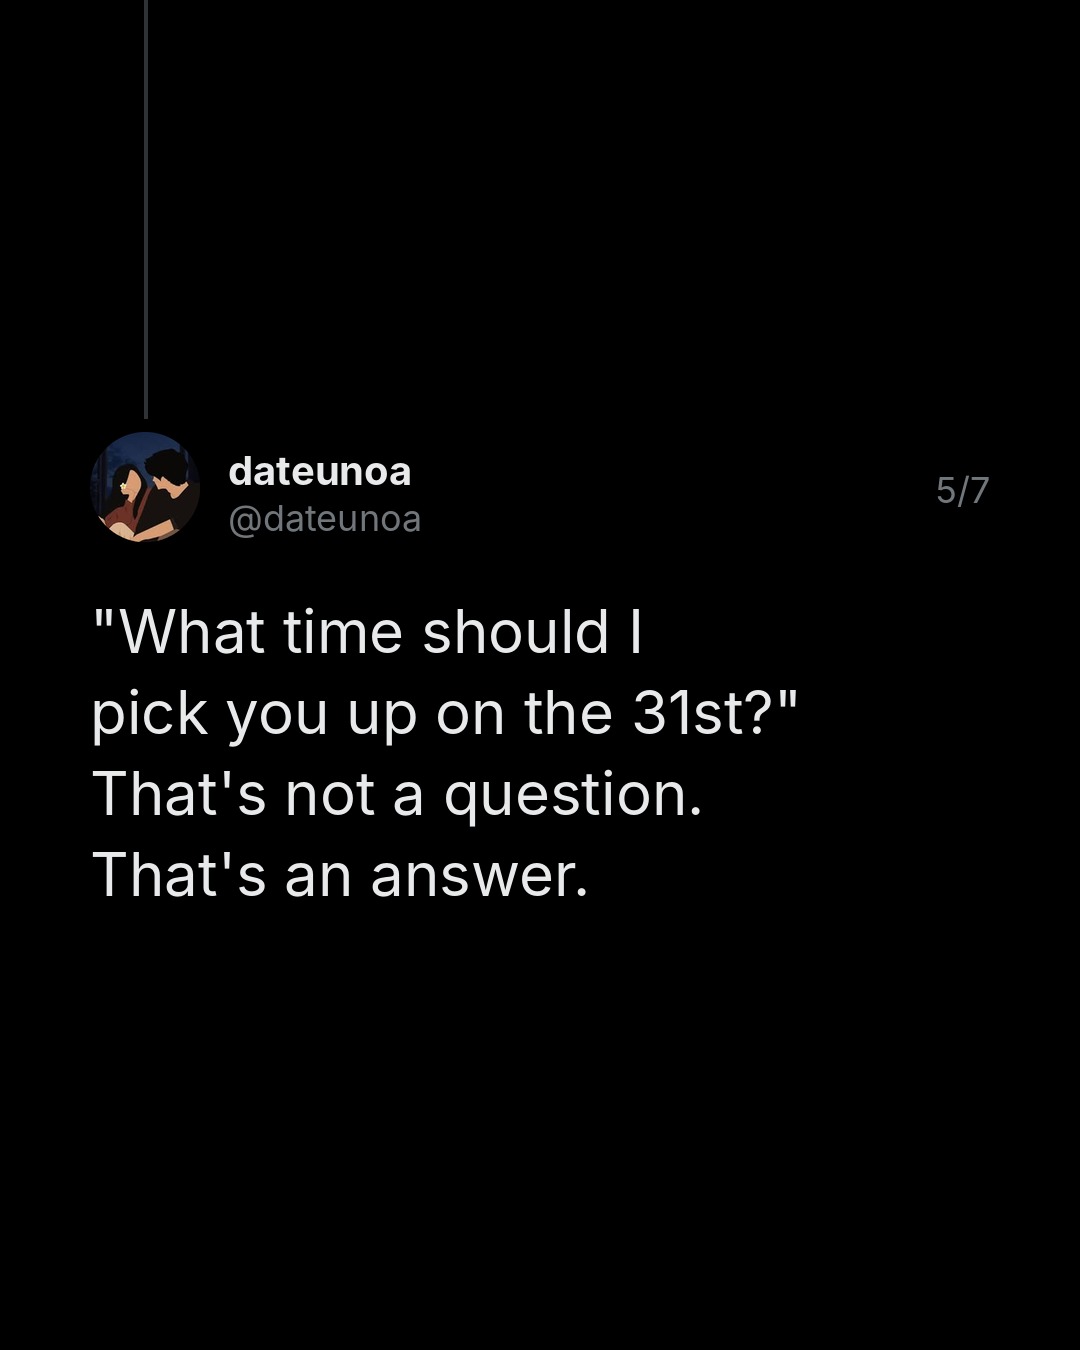 dateunoa
@dateunoa
5/7
"What time should I
pick you up on the 31st?"
That's not a question.
That's an answer.